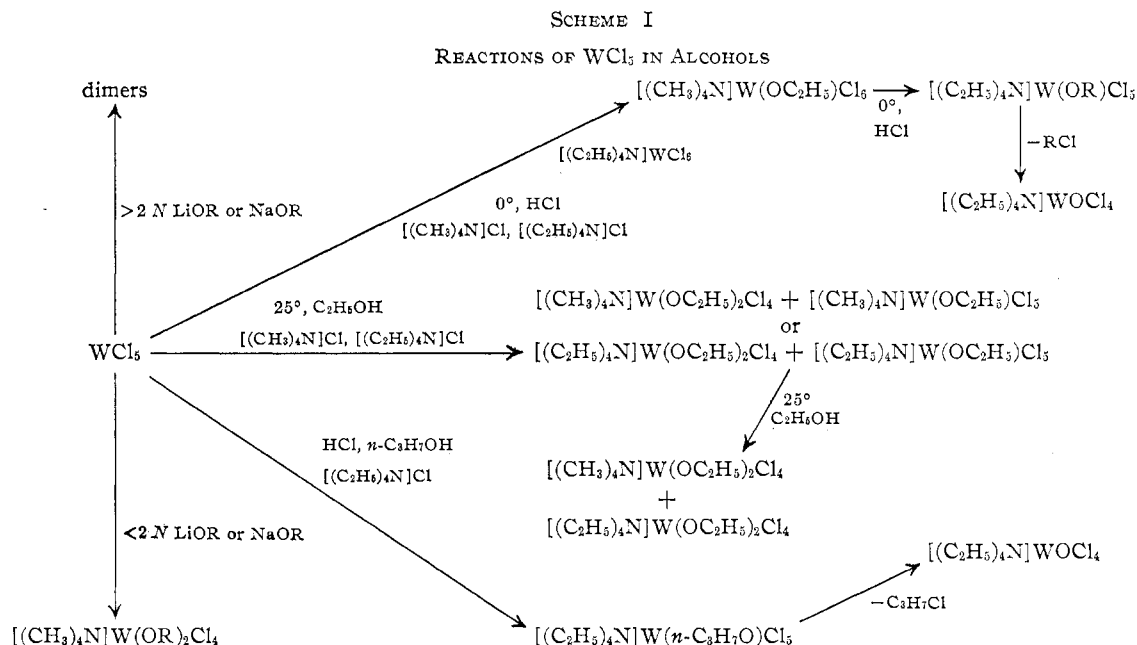 SCHEME I
REACTIONS OF WCl₅ IN ALCOHOLS
dimers
[(CH₃)₄N]W(OC₂H₅)Cl₆
0°,
HCl
[(C₂H₅)₄N]W(OR)Cl₅
−RCl
[(C₂H₅)₄N]WOCl₄
[(C₂H₅)₄N]WCl₆
0°, HCl
[(CH₃)₄N]Cl, [(C₂H₅)₄N]Cl
>2 N LiOR or NaOR
WCl₅
25°, C₂H₅OH
[(CH₃)₄N]Cl, [(C₂H₅)₄N]Cl
[(CH₃)₄N]W(OC₂H₅)₂Cl₄ + [(CH₃)₄N]W(OC₂H₅)Cl₅
or
[(C₂H₅)₄N]W(OC₂H₅)₂Cl₄ + [(C₂H₅)₄N]W(OC₂H₅)Cl₅
25°
C₂H₅OH
[(CH₃)₄N]W(OC₂H₅)₂Cl₄
+
[(C₂H₅)₄N]W(OC₂H₅)₂Cl₄
HCl, n-C₃H₇OH
[(C₂H₅)₄N]Cl
<2 N LiOR or NaOR
[(CH₃)₄N]W(OR)₂Cl₄
[(C₂H₅)₄N]W(n-C₃H₇O)Cl₅
−C₃H₇Cl
[(C₂H₅)₄N]WOCl₄